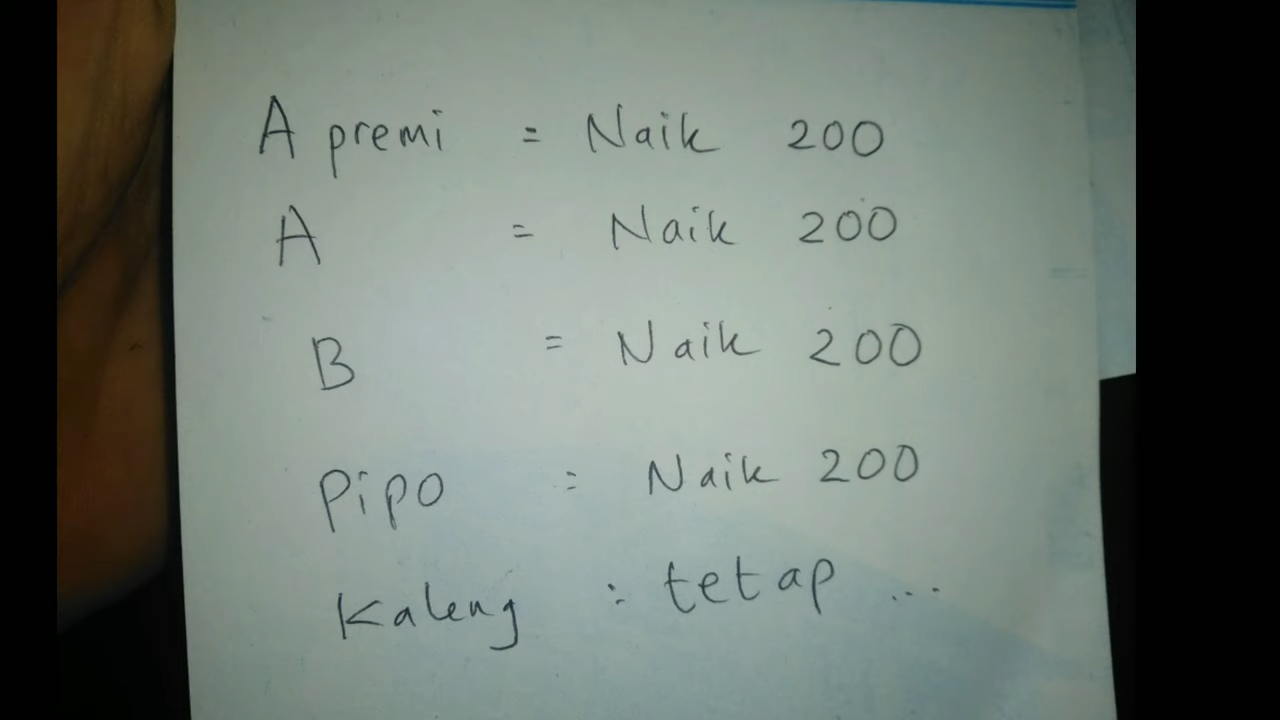 A premi = Naik 200
A = Naik 200
B = Naik 200
Pipo : Naik 200
Kaleng : tetap ...